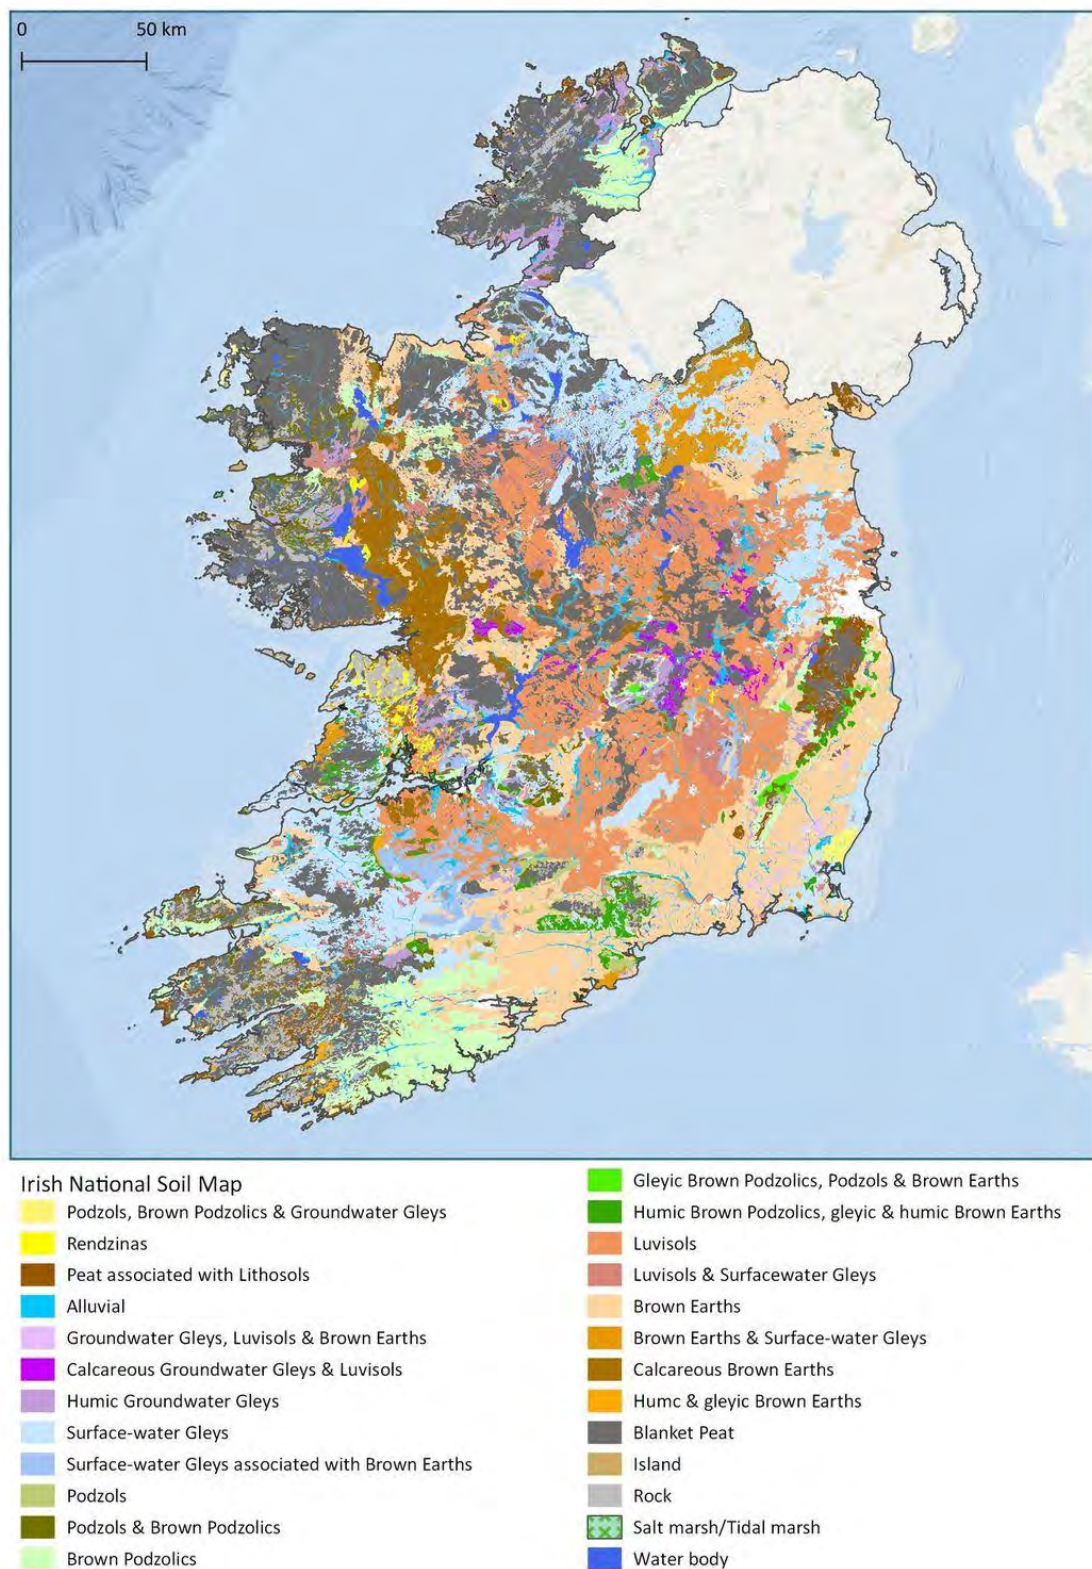 0 50 km
Irish National Soil Map
Podzols, Brown Podzolics & Groundwater Gleys
Rendzinas
Peat associated with Lithosols
Alluvial
Groundwater Gleys, Luvisols & Brown Earths
Calcareous Groundwater Gleys & Luvisols
Humic Groundwater Gleys
Surface-water Gleys
Surface-water Gleys associated with Brown Earths
Podzols
Podzols & Brown Podzolics
Brown Podzolics
Gleyic Brown Podzolics, Podzols & Brown Earths
Humic Brown Podzolics, gleyic & humic Brown Earths
Luvisols
Luvisols & Surfacewater Gleys
Brown Earths
Brown Earths & Surface-water Gleys
Calcareous Brown Earths
Humc & gleyic Brown Earths
Blanket Peat
Island
Rock
Salt marsh/Tidal marsh
Water body